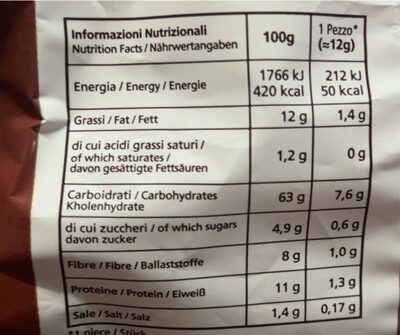 Informazioni Nutrizionali
Nutrition Facts / Nährwertangaben
100g
1 Pezzo*
(≈12g)
Energia / Energy / Energie
1766 kJ
420 kcal
212 kJ
50 kcal
Grassi / Fat / Fett
12 g
1,4 g
di cui acidi grassi saturi /
of which saturates /
davon gesättigte Fettsäuren
1,2 g
0 g
Carboidrati / Carbohydrates
Kholenhydrate
63 g
7,6 g
di cui zuccheri / of which sugars
davon zucker
4,9 g
0,6 g
Fibre / Fibre / Ballaststoffe
8 g
1,0 g
Proteine / Protein / Eiweiß
11 g
1,3 g
Sale / Salt / Salz
1,4 g
0,17 g
*1 piece / Stück